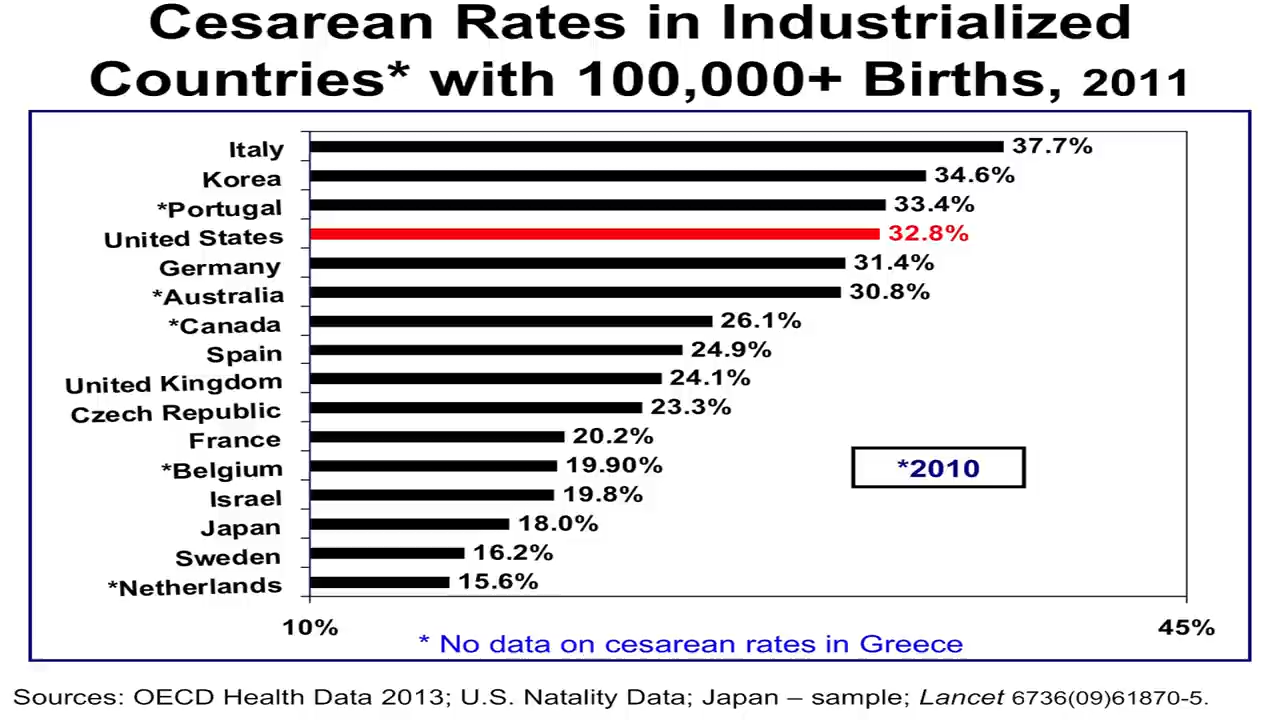 Cesarean Rates in Industrialized
Countries* with 100,000+ Births, 2011
Italy 37.7%
Korea 34.6%
*Portugal 33.4%
United States 32.8%
Germany 31.4%
*Australia 30.8%
*Canada 26.1%
Spain 24.9%
United Kingdom 24.1%
Czech Republic 23.3%
France 20.2%
*Belgium 19.90%
*2010
Israel 19.8%
Japan 18.0%
Sweden 16.2%
*Netherlands 15.6%
10% 45%
* No data on cesarean rates in Greece
Sources: OECD Health Data 2013; U.S. Natality Data; Japan – sample; Lancet 6736(09)61870-5.